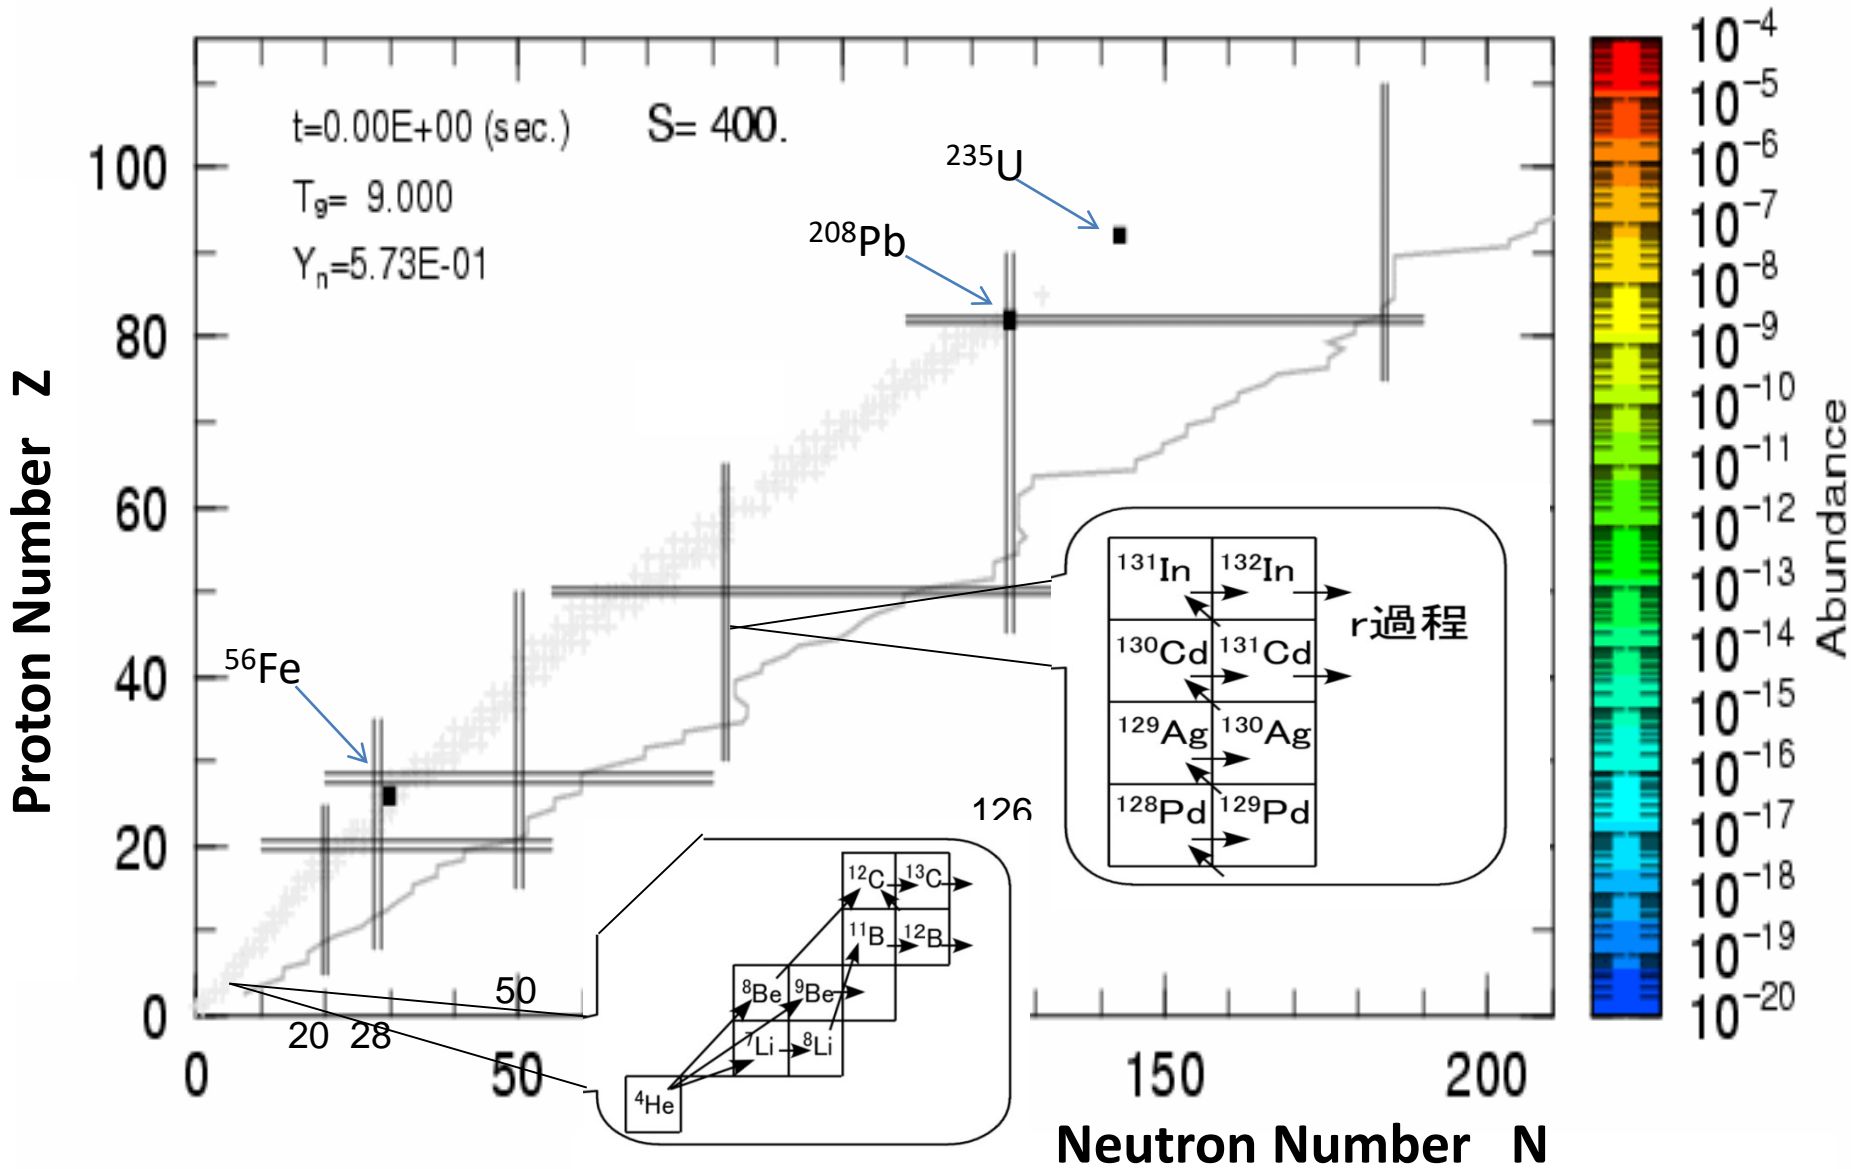 t=0.00E+00 (sec.) S= 400.
T₉= 9.000
Yₙ=5.73E-01
²³⁵U
²⁰⁸Pb
⁵⁶Fe
Proton Number Z
100
80
60
40
20
0
0
50
150
200
Neutron Number N
20
28
50
126
¹³¹In ¹³²In
r過程
¹³⁰Cd ¹³¹Cd
¹²⁹Ag ¹³⁰Ag
¹²⁸Pd ¹²⁹Pd
¹²C ¹³C
¹¹B ¹²B
⁸Be ⁹Be
⁷Li ⁸Li
⁴He
10⁻⁴
10⁻⁵
10⁻⁶
10⁻⁷
10⁻⁸
10⁻⁹
10⁻¹⁰
10⁻¹¹
10⁻¹²
10⁻¹³
10⁻¹⁴
10⁻¹⁵
10⁻¹⁶
10⁻¹⁷
10⁻¹⁸
10⁻¹⁹
10⁻²⁰
Abundance